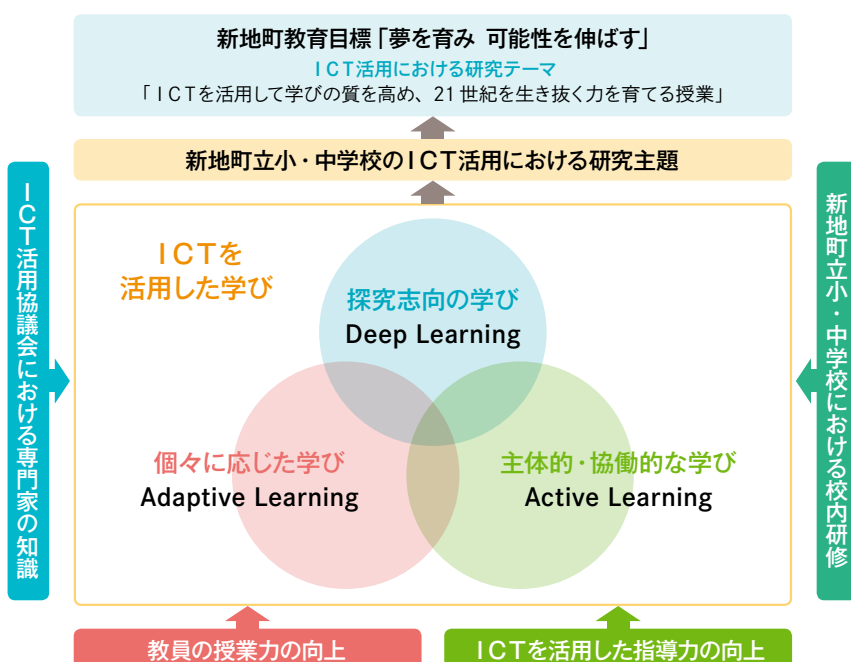 新地町教育目標「夢を育み 可能性を伸ばす」
ICT活用における研究テーマ
「ICTを活用して学びの質を高め、21世紀を生き抜く力を育てる授業」
新地町立小・中学校のICT活用における研究主題
ICT活用協議会における専門家の知識
ICTを
活用した学び
探究志向の学び
Deep Learning
個々に応じた学び
Adaptive Learning
主体的・協働的な学び
Active Learning
新地町立小・中学校における校内研修
教員の授業力の向上
ICTを活用した指導力の向上